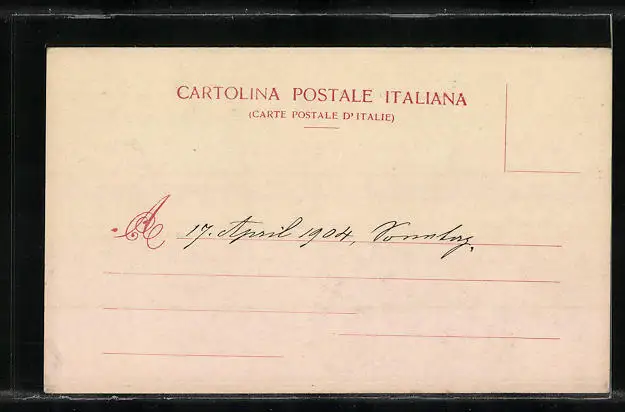 CARTOLINA POSTALE ITALIANA
(CARTE POSTALE D'ITALIE)
A 17. April 1904, Sonntag.